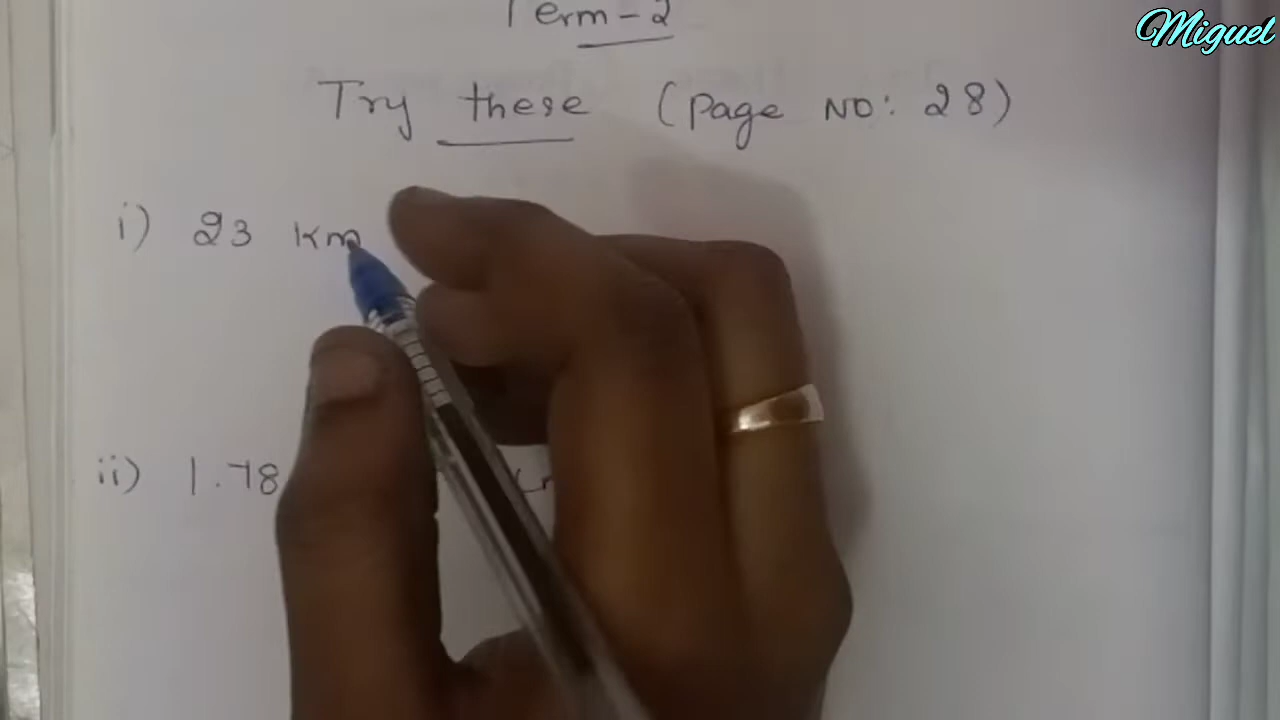 Term - 2
Miguel
Try these (Page NO: 28)
i) 23 km
ii) 1.78